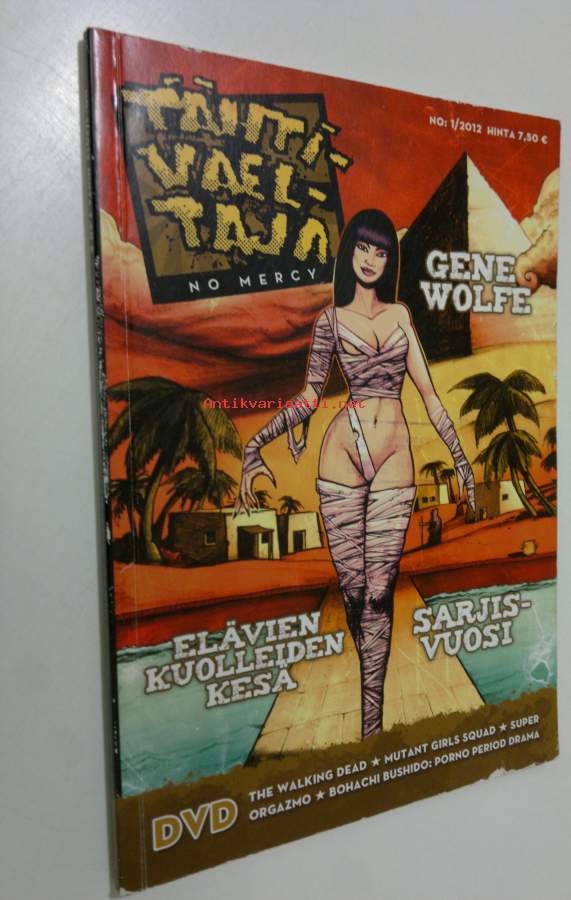 TÄHTI-
VAEL-
TAJA
NO MERCY
NO: 1/2012 HINTA 7,50 €
GENE
WOLFE
Antikvariaatit.net
ELÄVIEN
KUOLLEIDEN
KESÄ
SARJIS-
VUOSI
DVD
THE WALKING DEAD ★ MUTANT GIRLS SQUAD ★ SUPER
ORGAZMO ★ BOHACHI BUSHIDO: PORNO PERIOD DRAMA